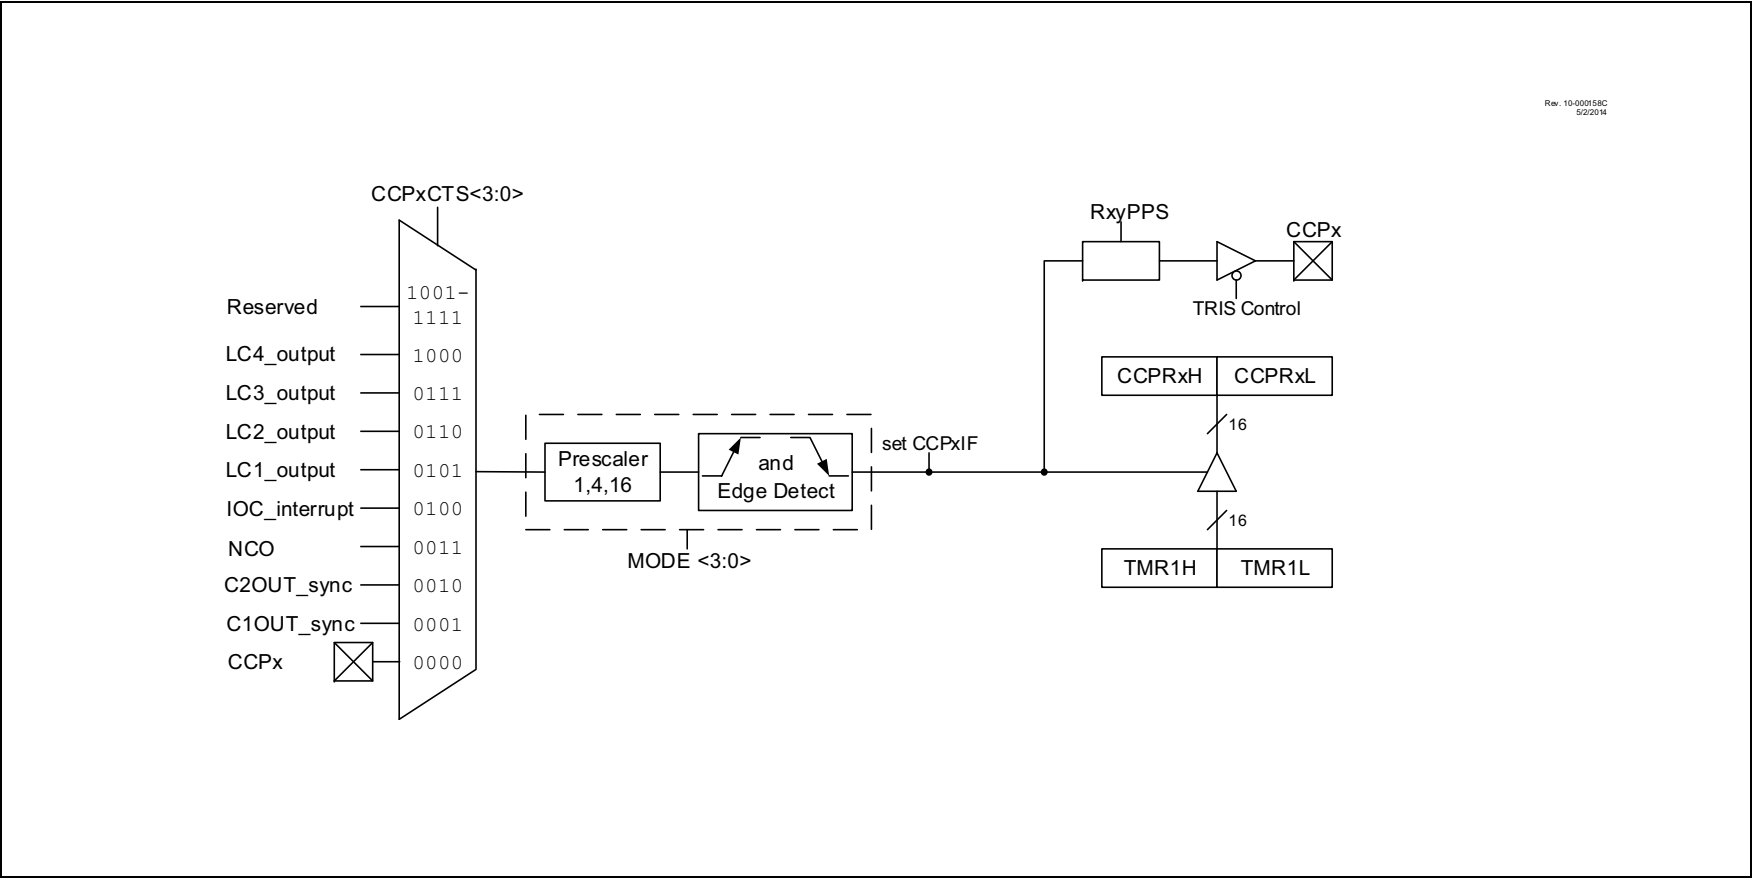 Rev. 10-000158C
5/2/2014
CCPxCTS<3:0>
RxyPPS
CCPx
TRIS Control
Reserved
1001-
1111
LC4_output
1000
LC3_output
0111
LC2_output
0110
LC1_output
0101
IOC_interrupt
0100
NCO
0011
C2OUT_sync
0010
C1OUT_sync
0001
CCPx
0000
Prescaler
1,4,16
and
Edge Detect
MODE <3:0>
set CCPxIF
CCPRxH
CCPRxL
16
16
TMR1H
TMR1L